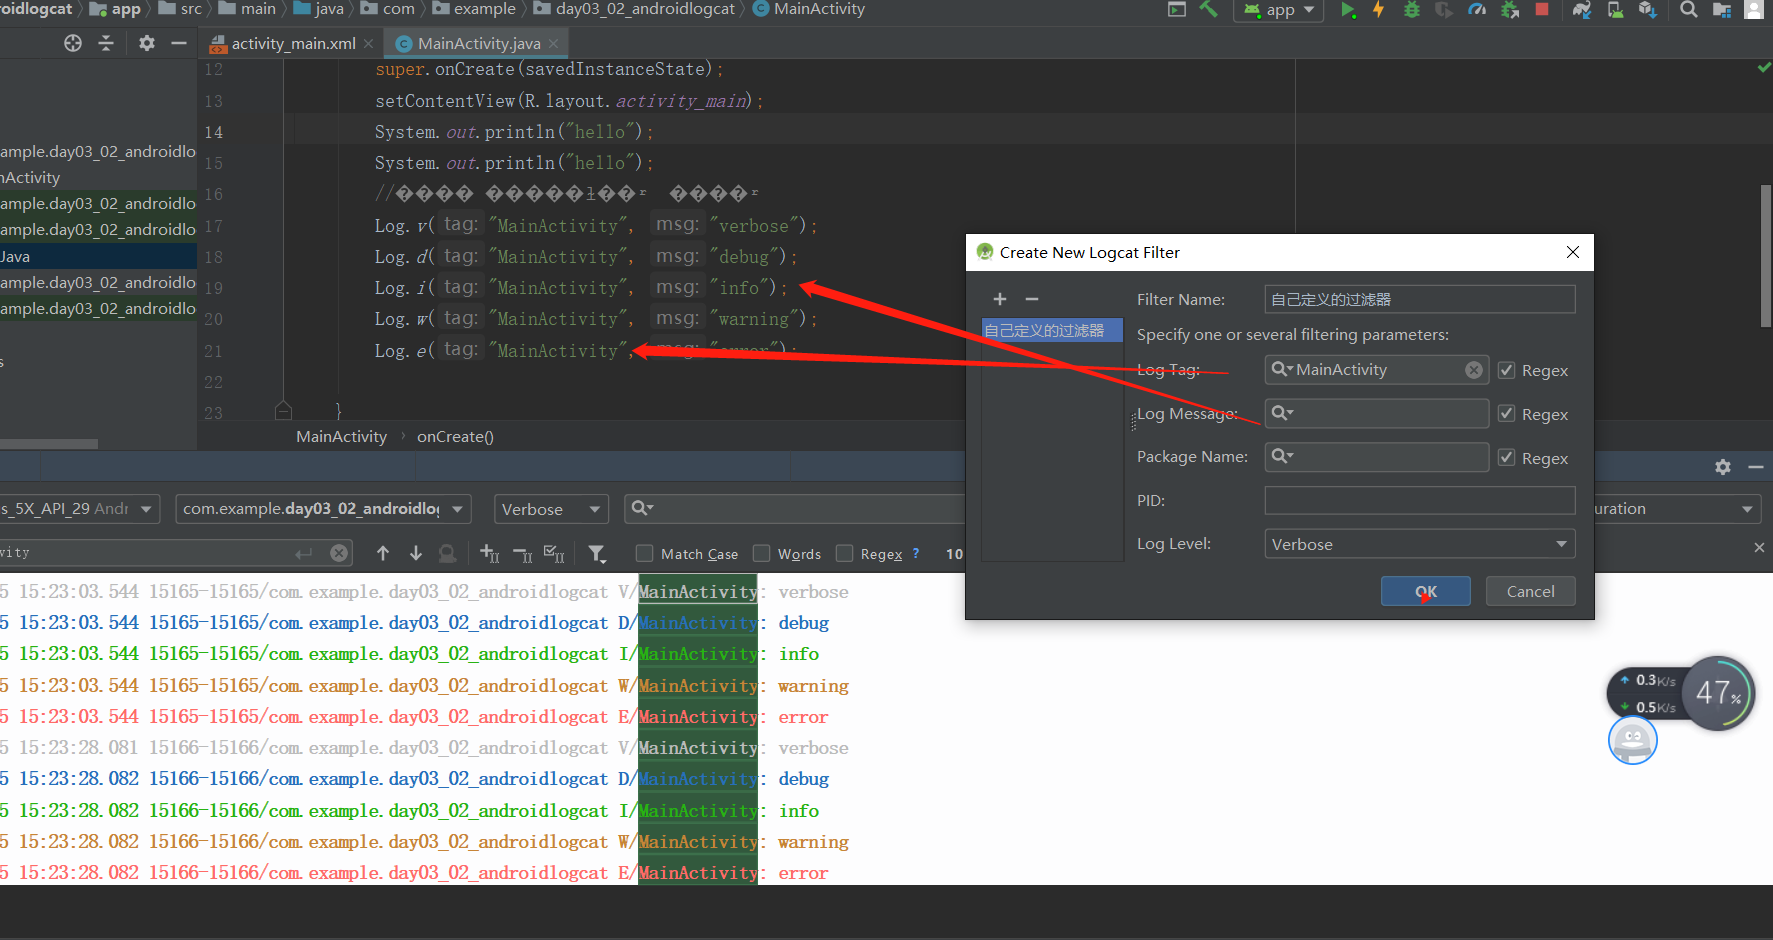 roidlogcat app src main java com example day03_02_androidlogcat MainActivity
app
activity_main.xml MainActivity.java
12 super.onCreate(savedInstanceState);
13 setContentView(R.layout.activity_main);
14 System.out.println("hello");
15 System.out.println("hello");
16 //���� �����ƚ��r ����r
17 Log.v( tag: "MainActivity", msg: "verbose");
18 Log.d( tag: "MainActivity", msg: "debug");
19 Log.i( tag: "MainActivity", msg: "info");
20 Log.w( tag: "MainActivity", msg: "warning");
21 Log.e( tag: "MainActivity", msg: "error");
22
23 }
ample.day03_02_androidlo
nActivity
ample.day03_02_androidlo
ample.day03_02_androidlo
Java
ample.day03_02_androidlo
ample.day03_02_androidlo
s
MainActivity onCreate()
Create New Logcat Filter
自己定义的过滤器
Filter Name: 自己定义的过滤器
Specify one or several filtering parameters:
Log Tag: MainActivity Regex
Log Message: Regex
Package Name: Regex
PID:
Log Level: Verbose
OK Cancel
s_5X_API_29 Andr com.example.day03_02_androidlo Verbose uration
vity Match Case Words Regex ? 10
5 15:23:03.544 15165-15165/com.example.day03_02_androidlogcat V/MainActivity: verbose
5 15:23:03.544 15165-15165/com.example.day03_02_androidlogcat D/MainActivity: debug
5 15:23:03.544 15165-15165/com.example.day03_02_androidlogcat I/MainActivity: info
5 15:23:03.544 15165-15165/com.example.day03_02_androidlogcat W/MainActivity: warning
5 15:23:03.544 15165-15165/com.example.day03_02_androidlogcat E/MainActivity: error
5 15:23:28.081 15166-15166/com.example.day03_02_androidlogcat V/MainActivity: verbose
5 15:23:28.082 15166-15166/com.example.day03_02_androidlogcat D/MainActivity: debug
5 15:23:28.082 15166-15166/com.example.day03_02_androidlogcat I/MainActivity: info
5 15:23:28.082 15166-15166/com.example.day03_02_androidlogcat W/MainActivity: warning
5 15:23:28.082 15166-15166/com.example.day03_02_androidlogcat E/MainActivity: error
0.3K/s
0.5K/s
47%